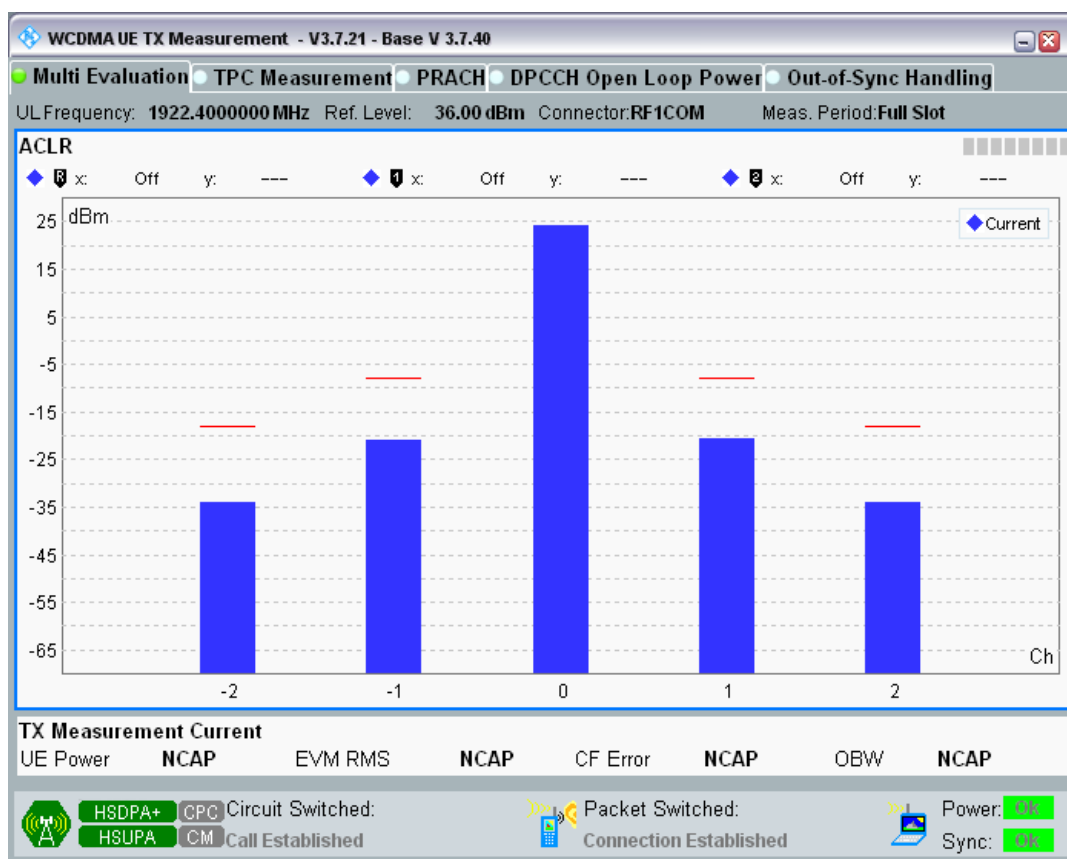 WCDMA UE TX Measurement - V3.7.21 - Base V 3.7.40
Multi Evaluation TPC Measurement PRACH DPCCH Open Loop Power Out-of-Sync Handling
UL Frequency: 1922.4000000 MHz Ref. Level: 36.00 dBm Connector:RF1COM Meas. Period:Full Slot
ACLR
R x: Off y: --- 1 x: Off y: --- 2 x: Off y: ---
dBm
Current
25
15
5
-5
-15
-25
-35
-45
-55
-65
Ch
-2 -1 0 1 2
TX Measurement Current
UE Power NCAP EVM RMS NCAP CF Error NCAP OBW NCAP
HSDPA+ CPC Circuit Switched: Packet Switched: Power: OK
HSUPA CM Call Established Connection Established Sync: OK